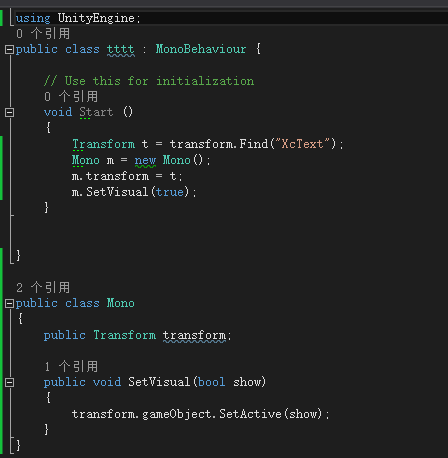 using UnityEngine;
0 个引用
public class tttt : MonoBehaviour {
// Use this for initialization
0 个引用
void Start ()
{
Transform t = transform.Find("XcText");
Mono m = new Mono();
m.transform = t;
m.SetVisual(true);
}
}
2 个引用
public class Mono
{
public Transform transform;
1 个引用
public void SetVisual(bool show)
{
transform.gameObject.SetActive(show);
}
}